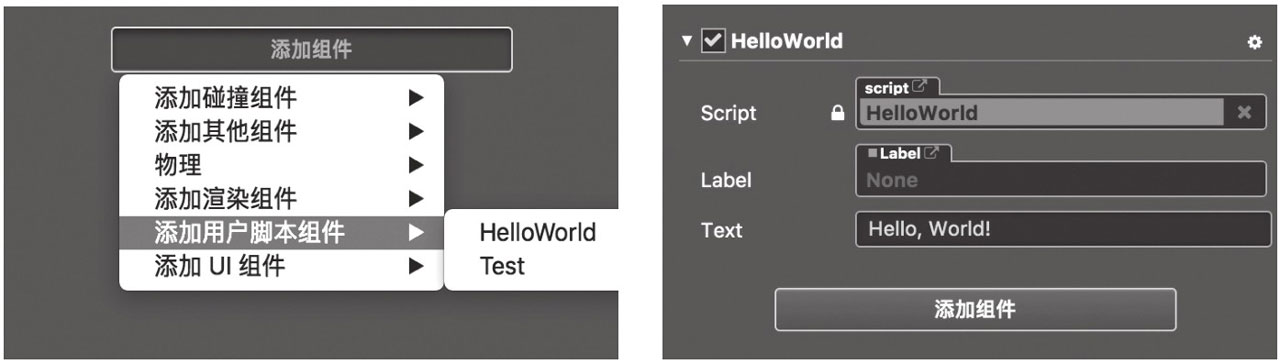 添加组件
添加碰撞组件
添加其他组件
物理
添加渲染组件
添加用户脚本组件
HelloWorld
添加 UI 组件
Test
HelloWorld
script
Script
HelloWorld
Label
Label
None
Text
Hello, World!
添加组件